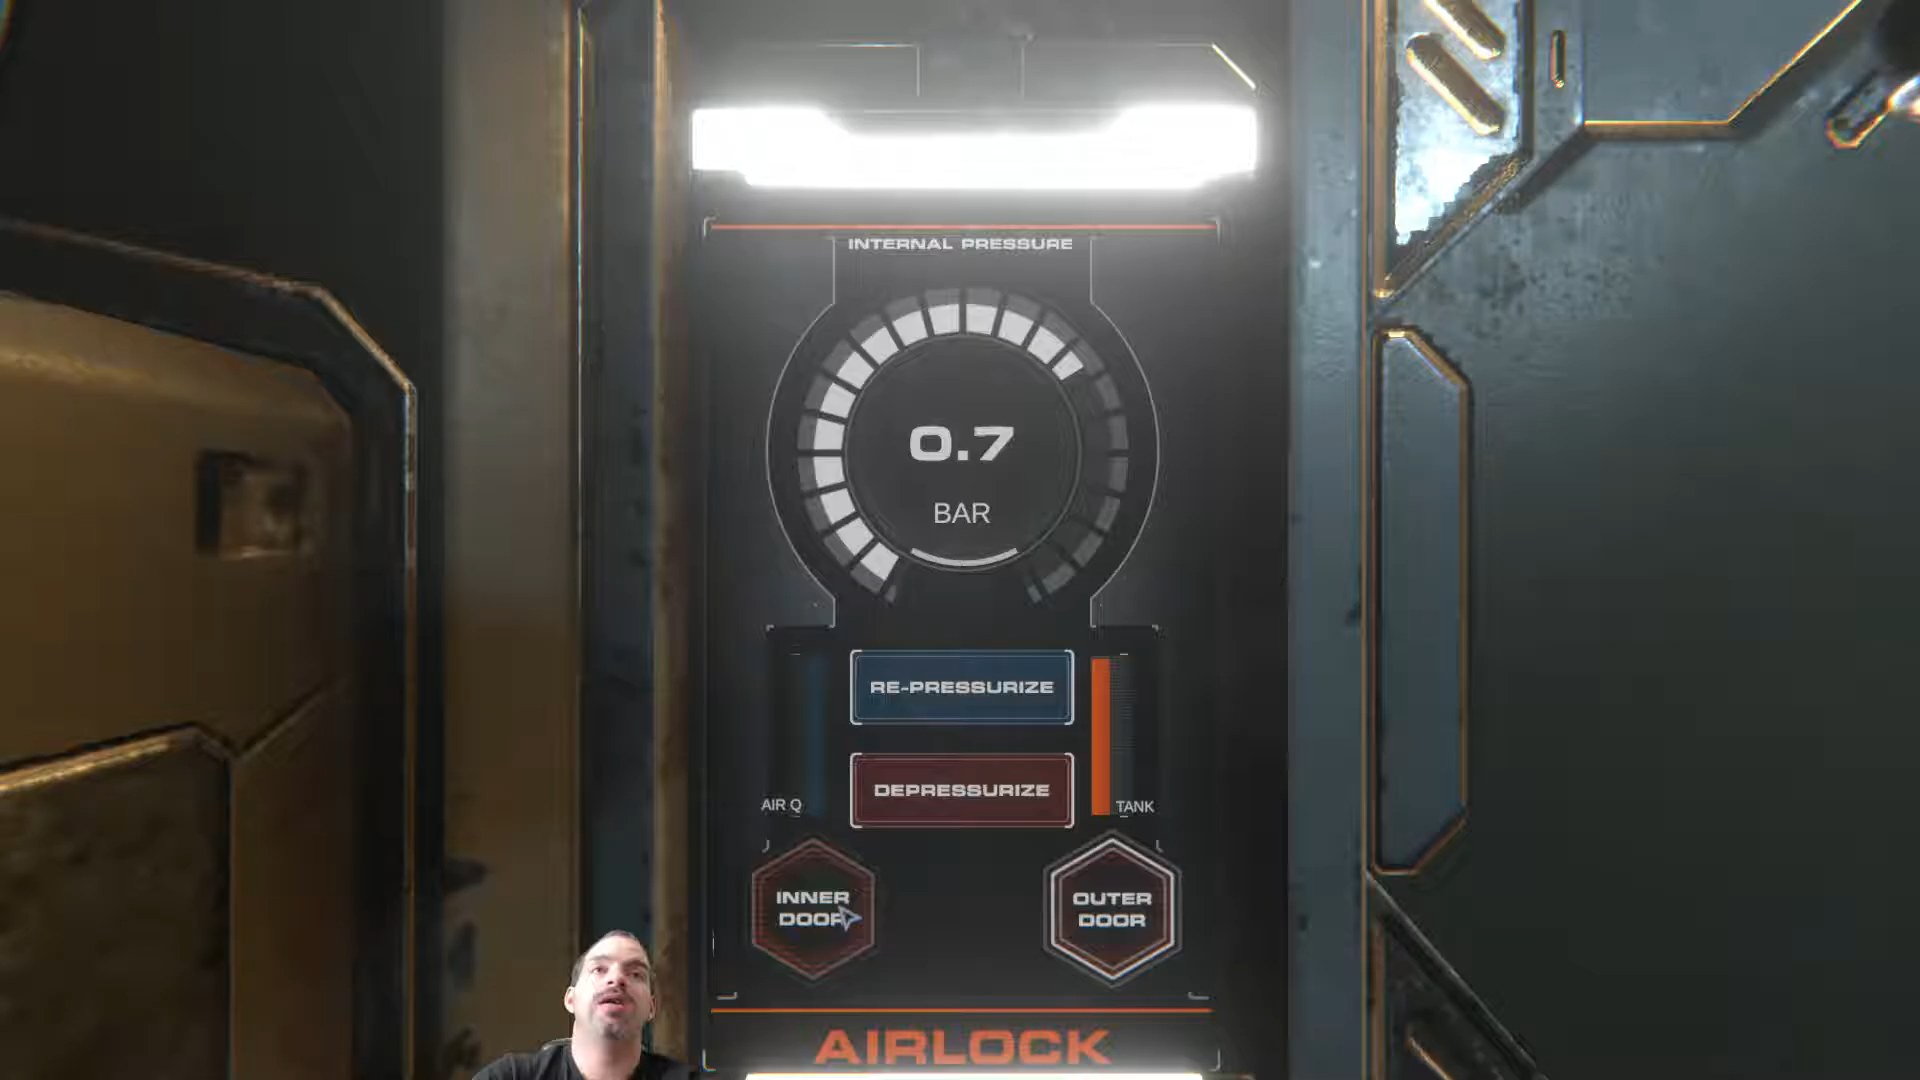 INTERNAL PRESSURE
0.7
BAR
RE-PRESSURIZE
DEPRESSURIZE
AIR Q
TANK
INNER
DOOR
OUTER
DOOR
AIRLOCK